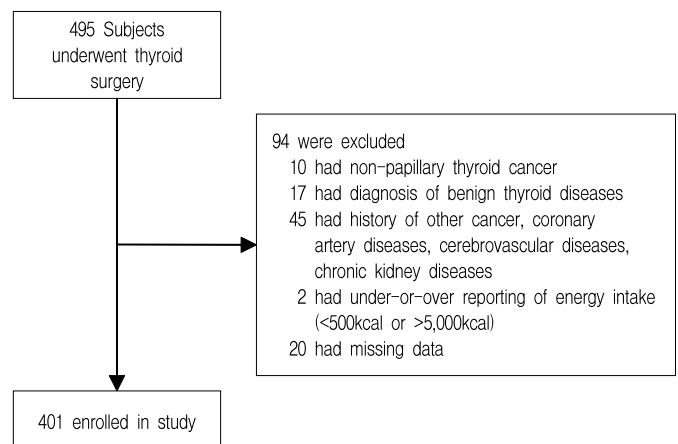 495 Subjects
underwent thyroid
surgery
94 were excluded
10 had non-papillary thyroid cancer
17 had diagnosis of benign thyroid diseases
45 had history of other cancer, coronary
artery diseases, cerebrovascular diseases,
chronic kidney diseases
2 had under-or-over reporting of energy intake
(<500kcal or >5,000kcal)
20 had missing data
401 enrolled in study